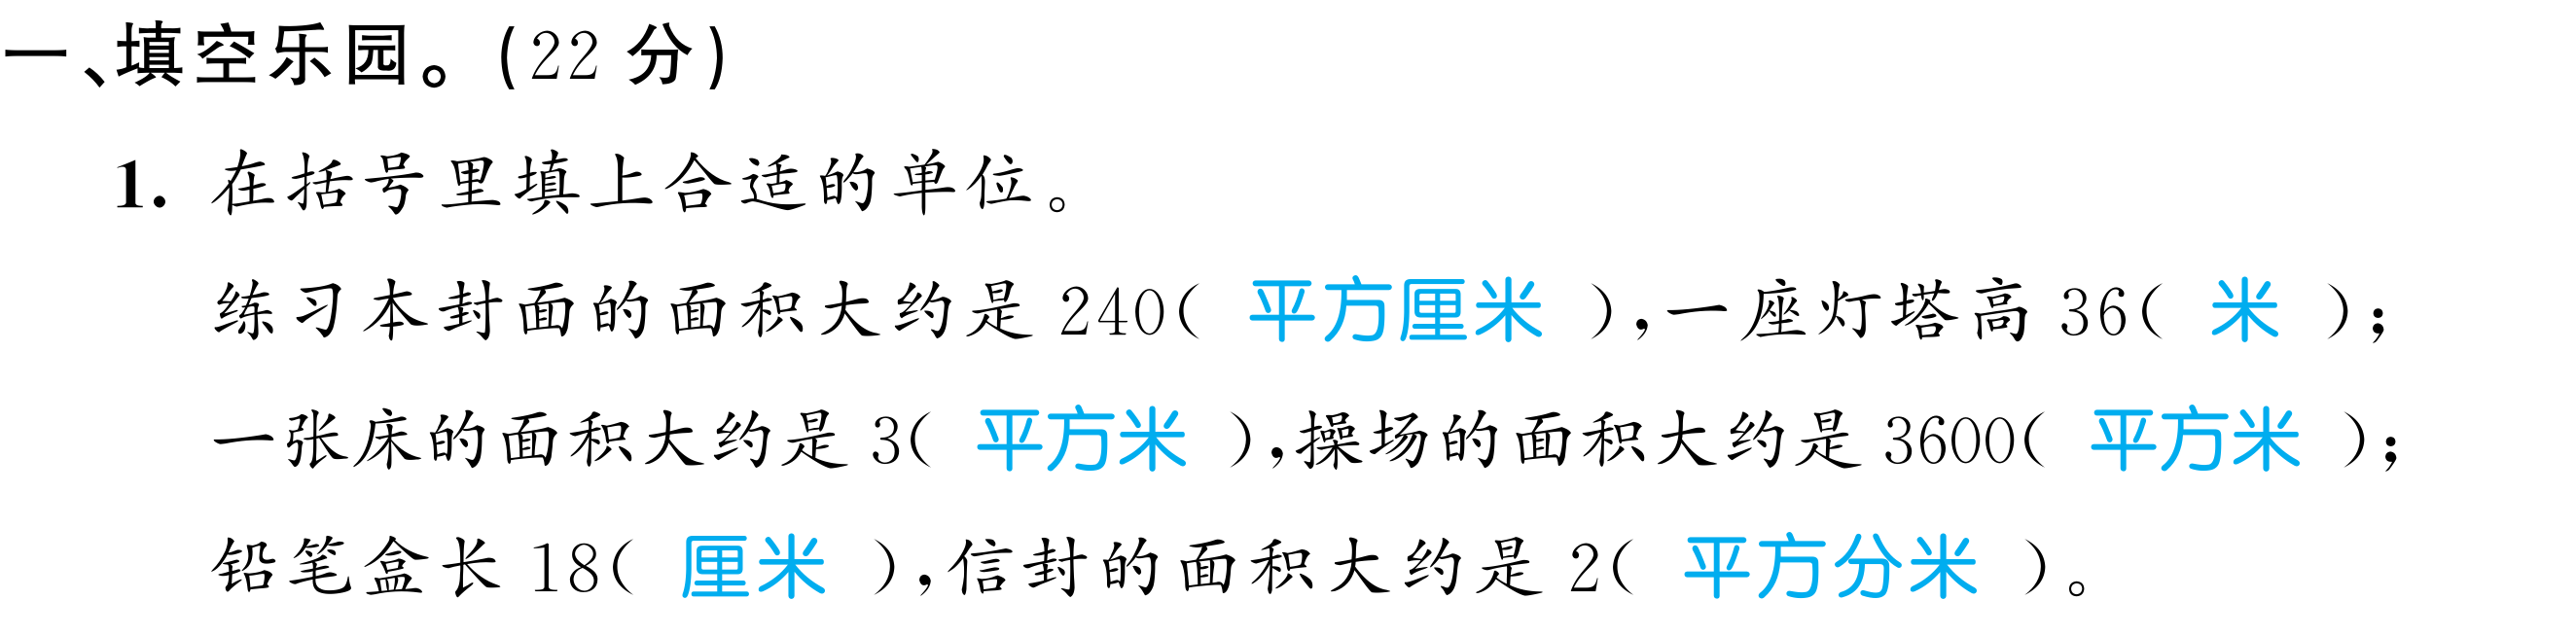 一、填空乐园。(22 分)
1. 在括号里填上合适的单位。
练习本封面的面积大约是 240( 平方厘米 ),一座灯塔高 36( 米 );
一张床的面积大约是 3( 平方米 ),操场的面积大约是 3600( 平方米 );
铅笔盒长 18( 厘米 ),信封的面积大约是 2( 平方分米 )。